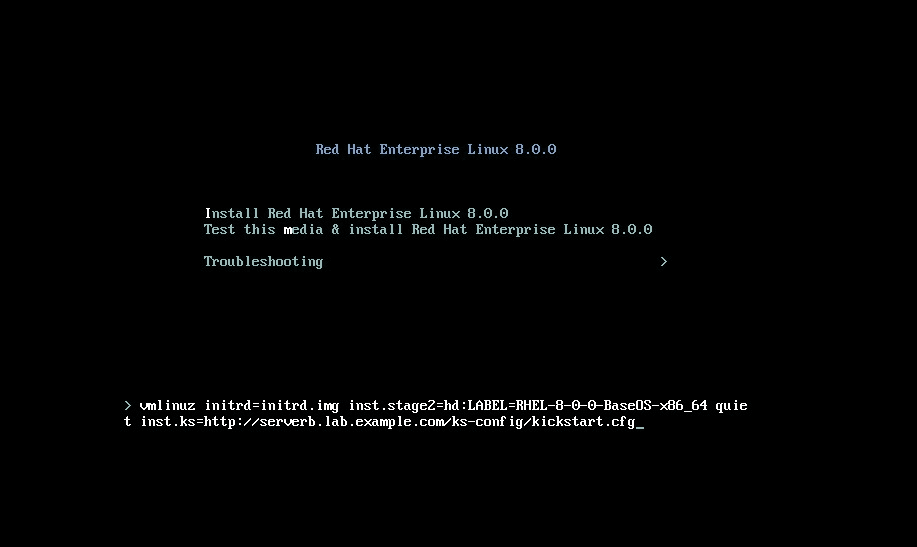 Red Hat Enterprise Linux 8.0.0
Install Red Hat Enterprise Linux 8.0.0
Test this media & install Red Hat Enterprise Linux 8.0.0
Troubleshooting >
> vmlinuz initrd=initrd.img inst.stage2=hd:LABEL=RHEL-8-0-0-BaseOS-x86_64 quie
t inst.ks=http://serverb.lab.example.com/ks-config/kickstart.cfg_